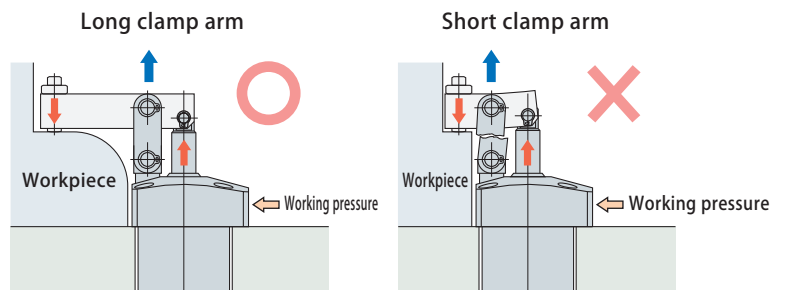 Long clamp arm
Short clamp arm
Workpiece
Working pressure
Workpiece
Working pressure